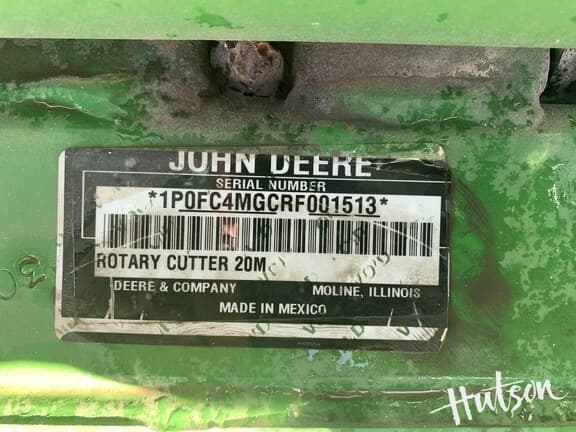 JOHN DEERE
SERIAL NUMBER
*1P0FC4MGCRF001513*
ROTARY CUTTER 20M
DEERE & COMPANY MOLINE, ILLINOIS
MADE IN MEXICO
Hutson